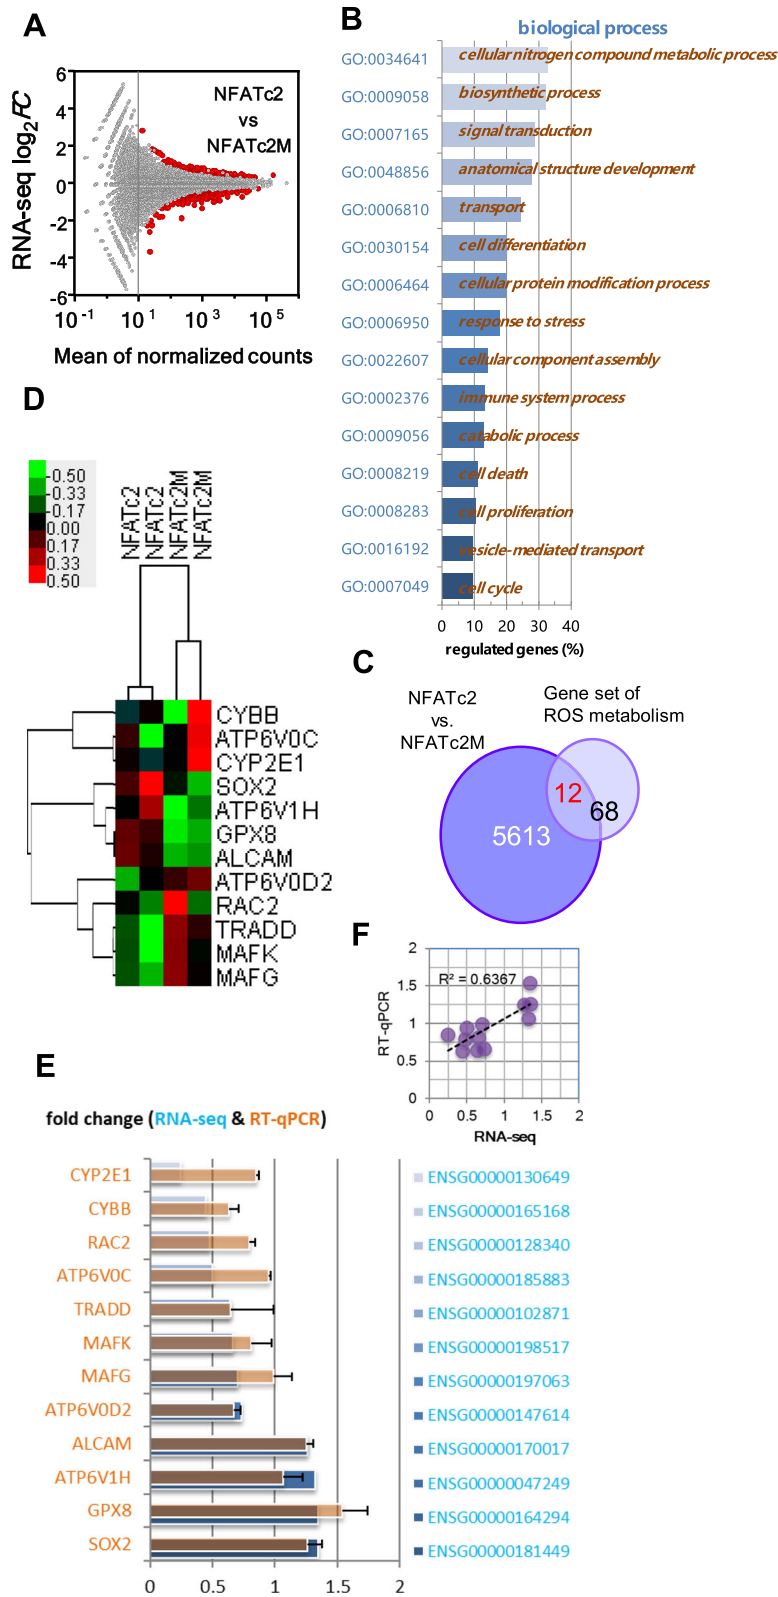 A
RNA-seq log2FC
6
4
2
0
-2
-4
-6
NFATc2
vs
NFATc2M
10 -1
10 1
10 3
10 5
Mean of normalized counts
B
biological process
GO:0034641 cellular nitrogen compound metabolic process
GO:0009058 biosynthetic process
GO:0007165 signal transduction
GO:0048856 anatomical structure development
GO:0006810 transport
GO:0030154 cell differentiation
GO:0006464 cellular protein modification process
GO:0006950 response to stress
GO:0022607 cellular component assembly
GO:0002376 immune system process
GO:0009056 catabolic process
GO:0008219 cell death
GO:0008283 cell proliferation
GO:0016192 vesicle-mediated transport
GO:0007049 cell cycle
0 10 20 30 40
regulated genes (%)
C
NFATc2
vs.
NFATc2M
Gene set of
ROS metabolism
12
68
5613
D
-0.50
-0.33
-0.17
0.00
0.17
0.33
0.50
NFATc2
NFATc2
NFATc2M
NFATc2M
CYBB
ATP6V0C
CYP2E1
SOX2
ATP6V1H
GPX8
ALCAM
ATP6V0D2
RAC2
TRADD
MAFK
MAFG
F
RT-qPCR
2
1.5
1
0.5
0
R² = 0.6367
0 0.5 1 1.5 2
RNA-seq
E
fold change (RNA-seq & RT-qPCR)
CYP2E1
CYBB
RAC2
ATP6V0C
TRADD
MAFK
MAFG
ATP6V0D2
ALCAM
ATP6V1H
GPX8
SOX2
0 0.5 1 1.5 2
ENSG00000130649
ENSG00000165168
ENSG00000128340
ENSG00000185883
ENSG00000102871
ENSG00000198517
ENSG00000197063
ENSG00000147614
ENSG00000170017
ENSG00000047249
ENSG00000164294
ENSG00000181449